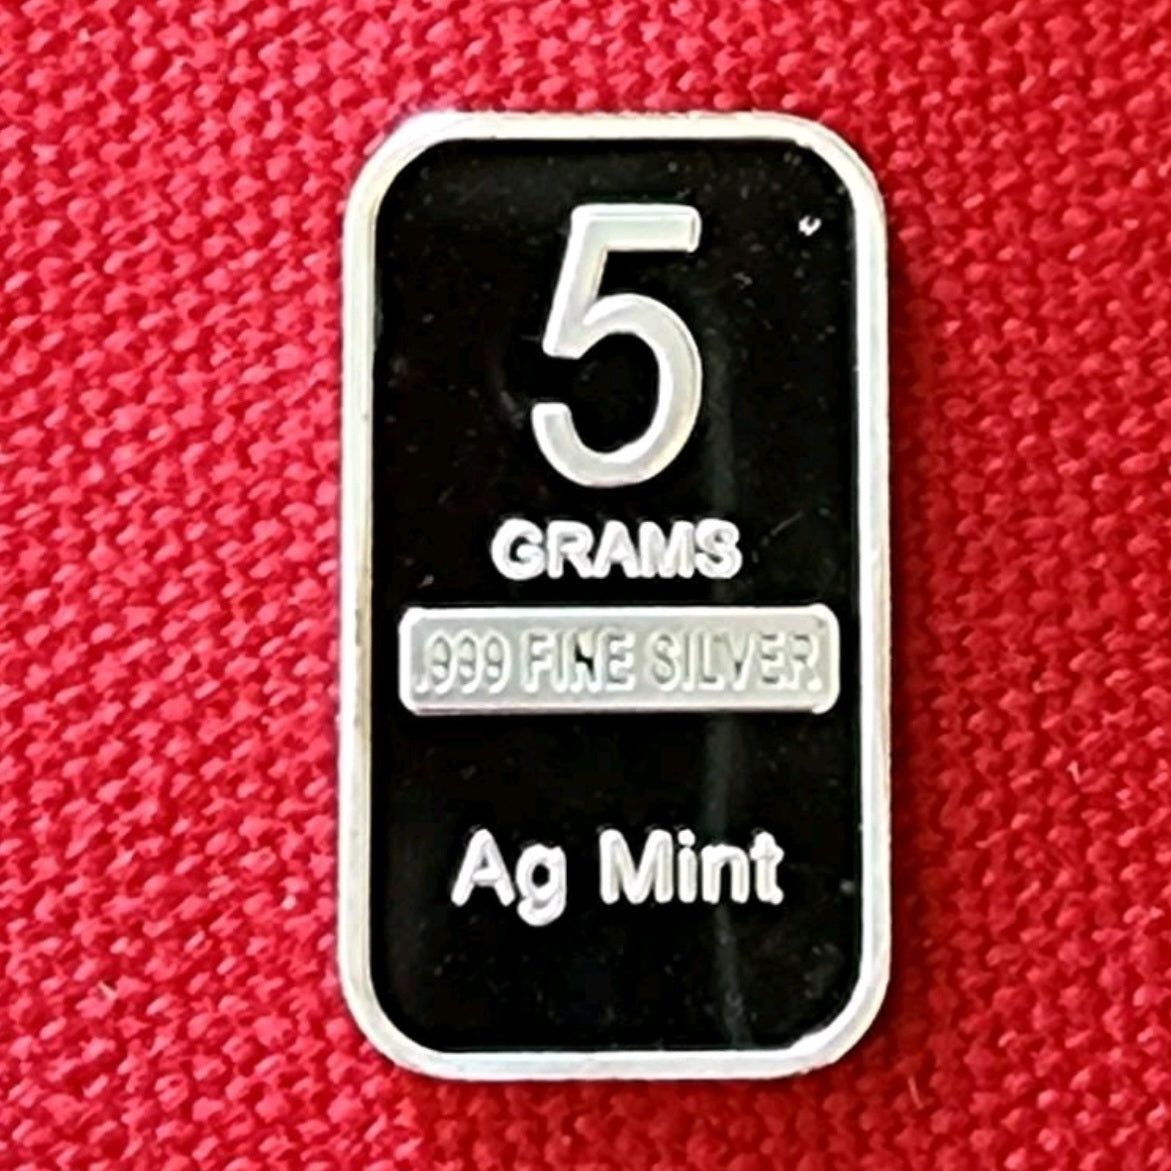 5
GRAMS
.999 FINE SILVER
Ag Mint